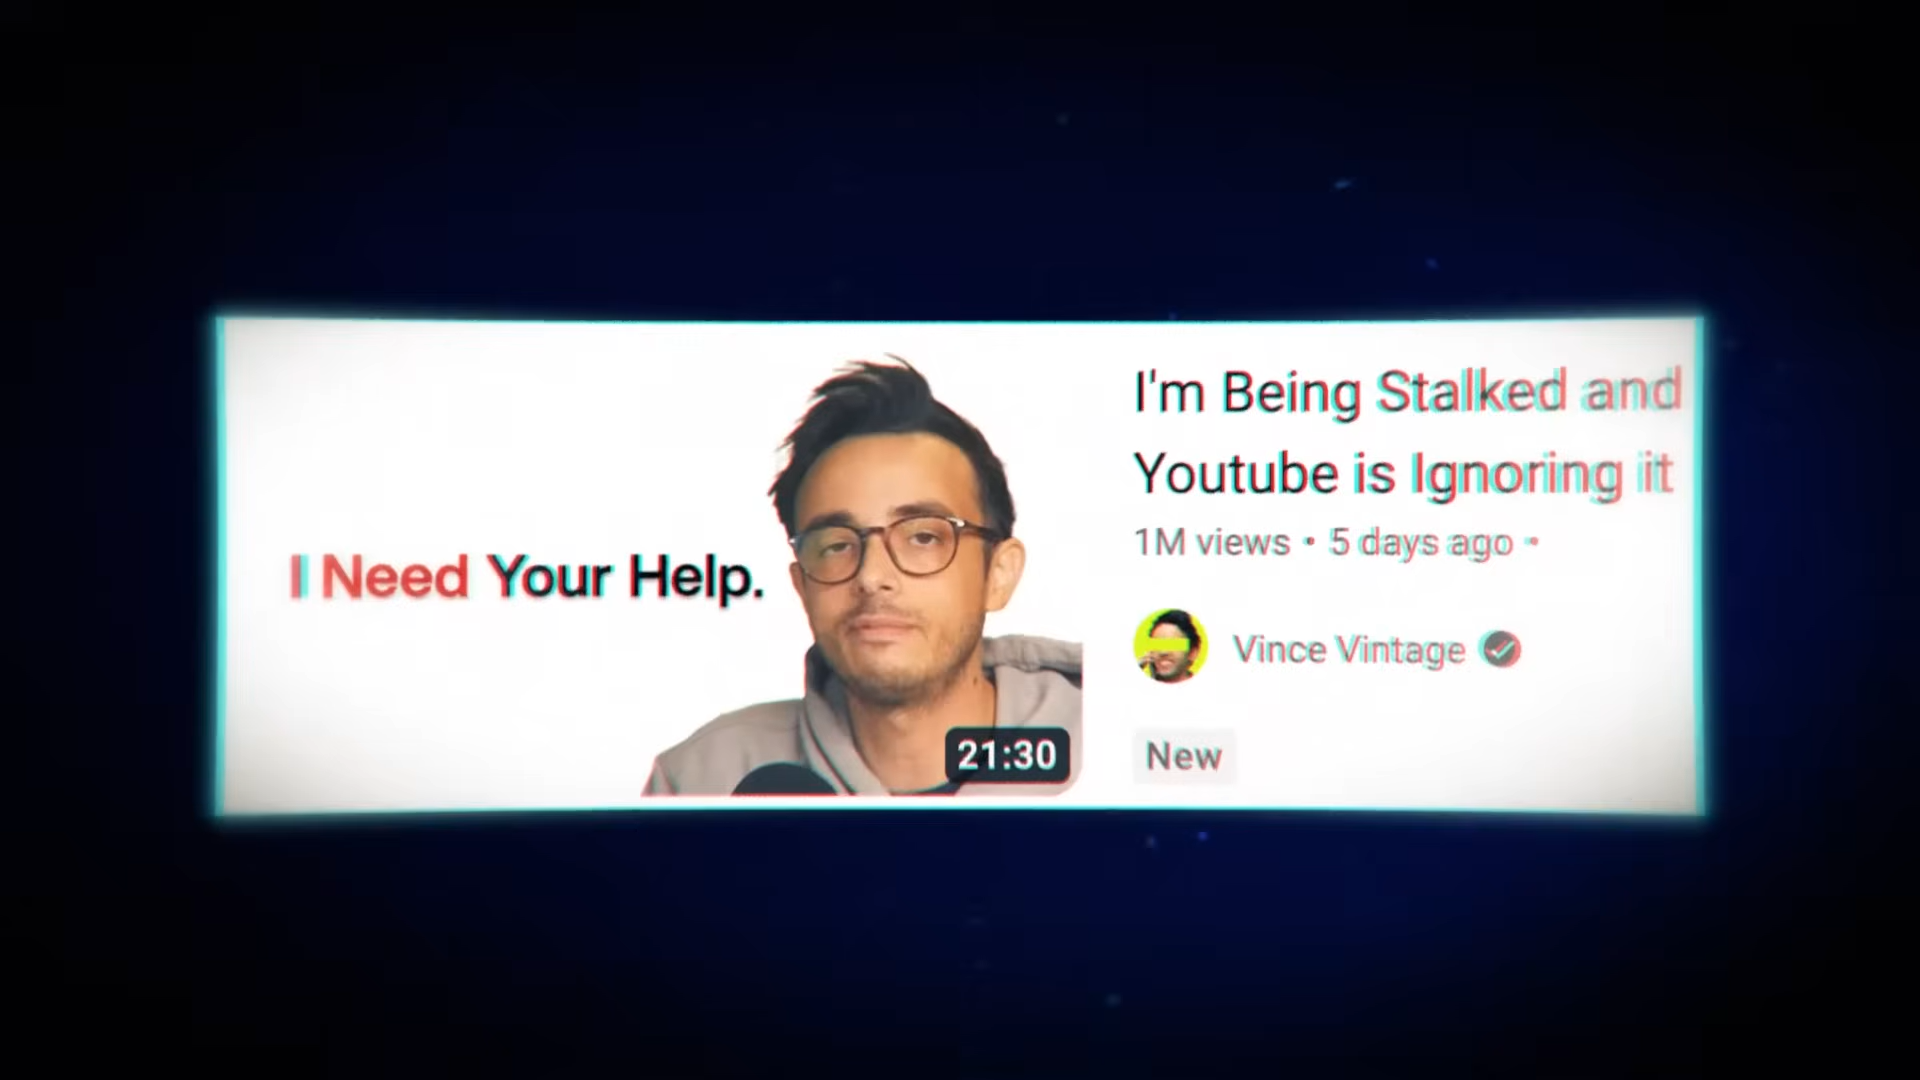 I Need Your Help.
21:30
I'm Being Stalked and
Youtube is Ignoring it
1M views • 5 days ago •
Vince Vintage
New